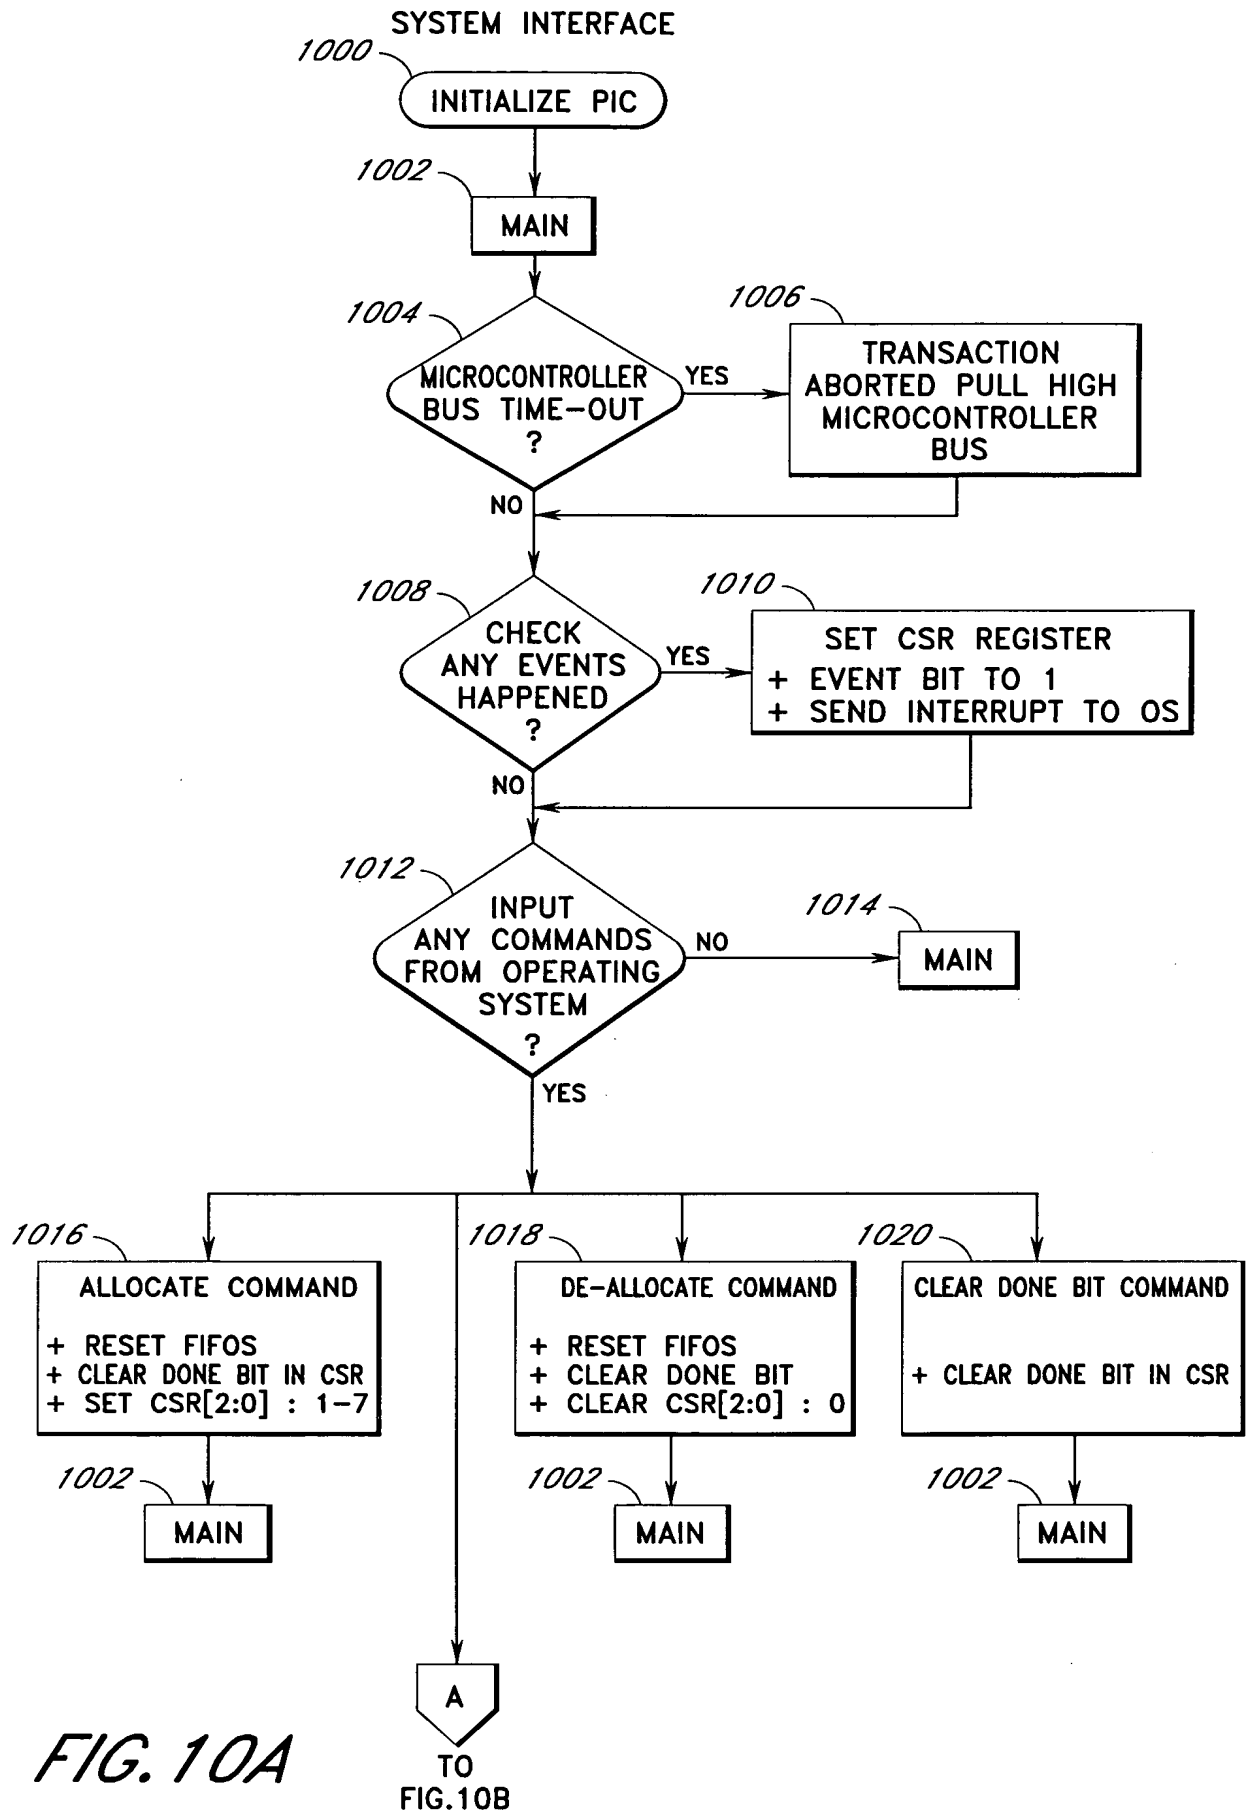 SYSTEM INTERFACE
1000
INITIALIZE PIC
1002
MAIN
1004
MICROCONTROLLER
BUS TIME-OUT
?
YES
1006
TRANSACTION
ABORTED PULL HIGH
MICROCONTROLLER
BUS
NO
1008
CHECK
ANY EVENTS
HAPPENED
?
YES
1010
SET CSR REGISTER
+ EVENT BIT TO 1
+ SEND INTERRUPT TO OS
NO
1012
INPUT
ANY COMMANDS
FROM OPERATING
SYSTEM
?
NO
1014
MAIN
YES
1016
ALLOCATE COMMAND
+ RESET FIFOS
+ CLEAR DONE BIT IN CSR
+ SET CSR[2:0] : 1-7
1002
MAIN
1018
DE-ALLOCATE COMMAND
+ RESET FIFOS
+ CLEAR DONE BIT
+ CLEAR CSR[2:0] : 0
1002
MAIN
1020
CLEAR DONE BIT COMMAND
+ CLEAR DONE BIT IN CSR
1002
MAIN
A
TO
FIG.10B
FIG. 10A